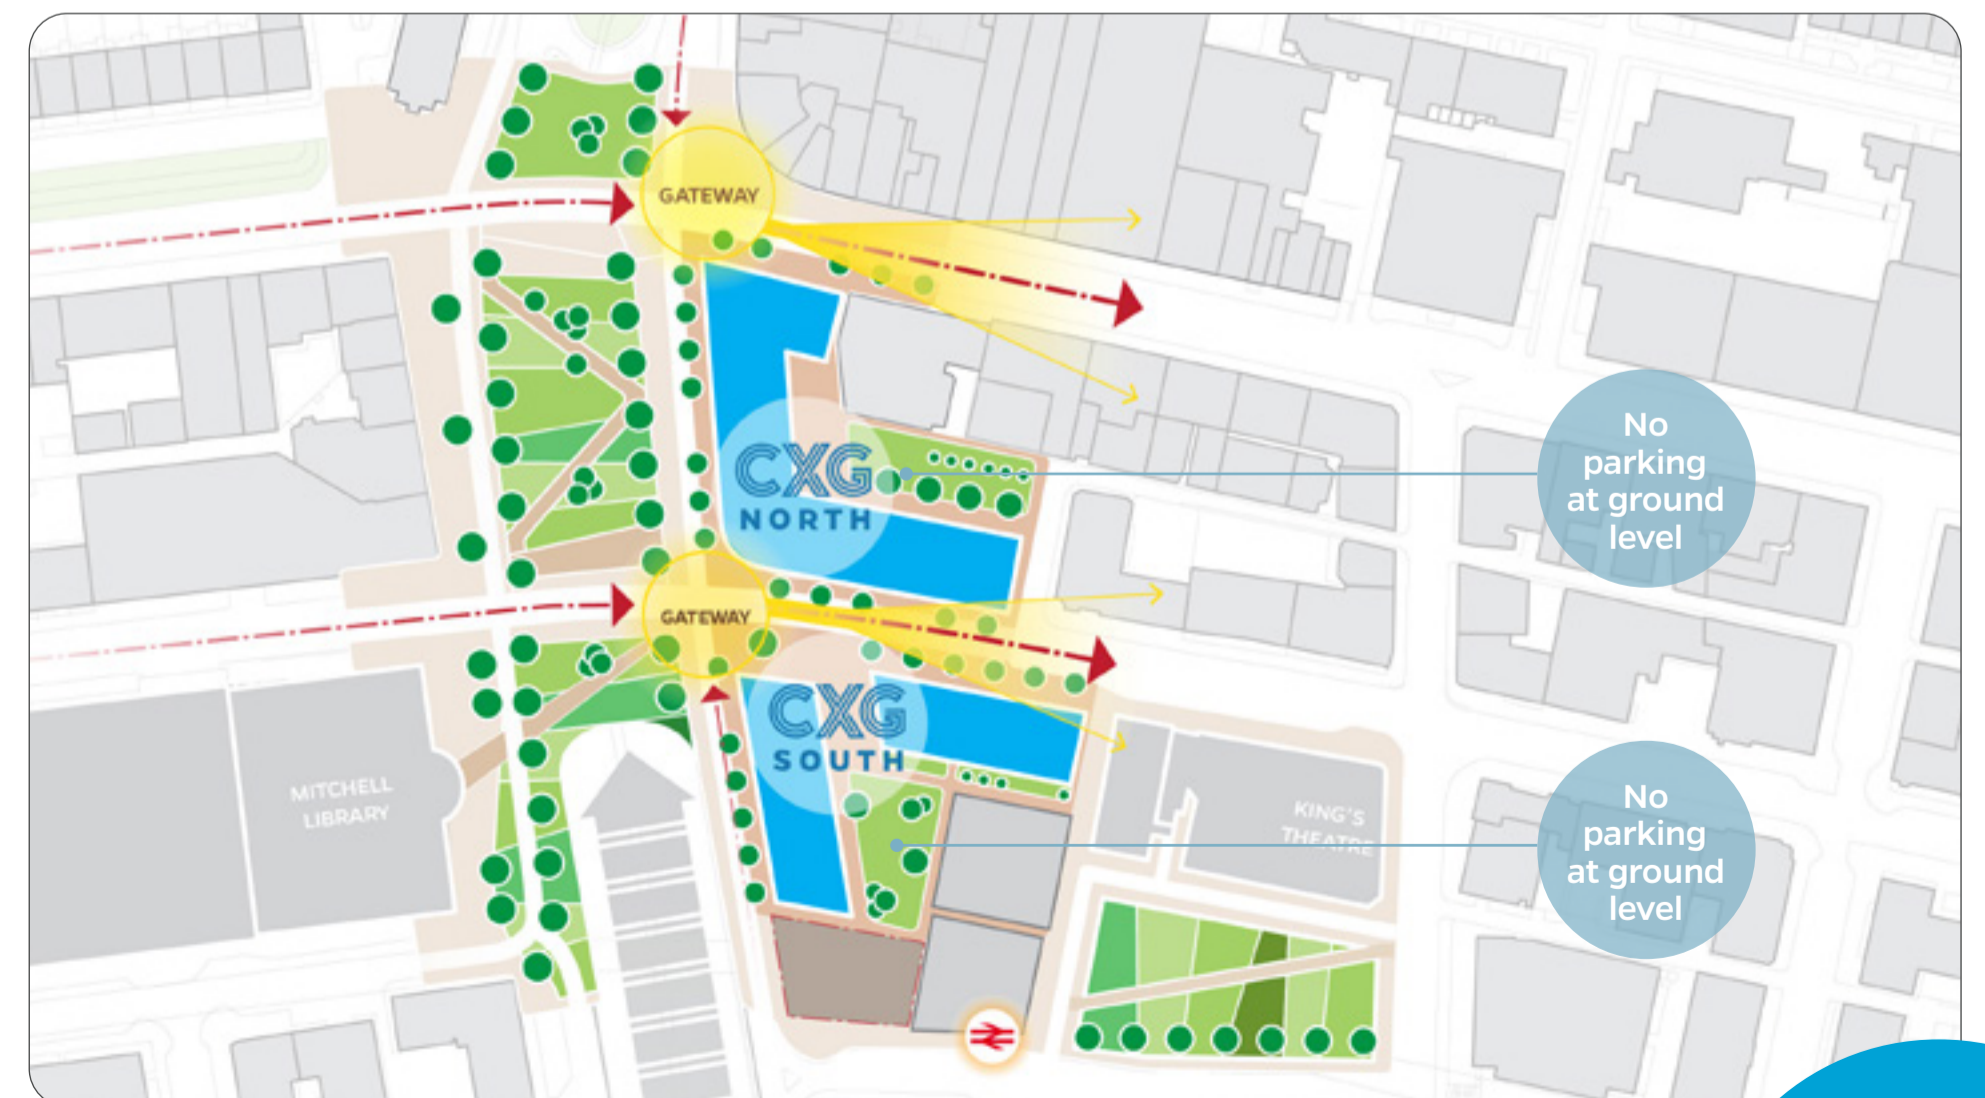 GATEWAY
No
parking
at ground
level
CXG
NORTH
GATEWAY
CXG
SOUTH
MITCHELL
LIBRARY
KING'S
THEATRE
No
parking
at ground
level